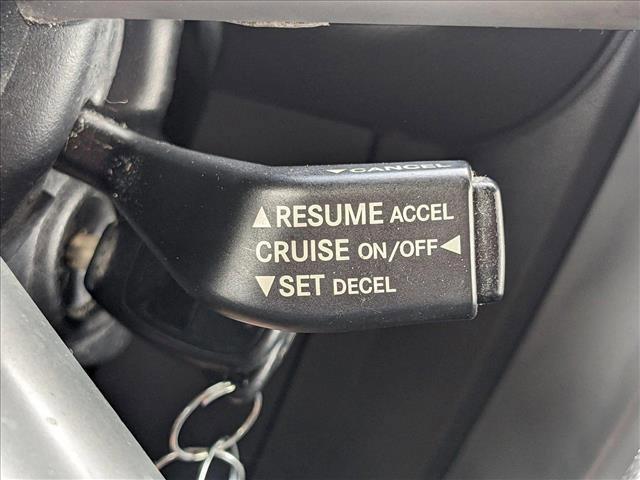 ▼CANCEL
▲RESUME ACCEL
CRUISE ON/OFF◄
▼SET DECEL